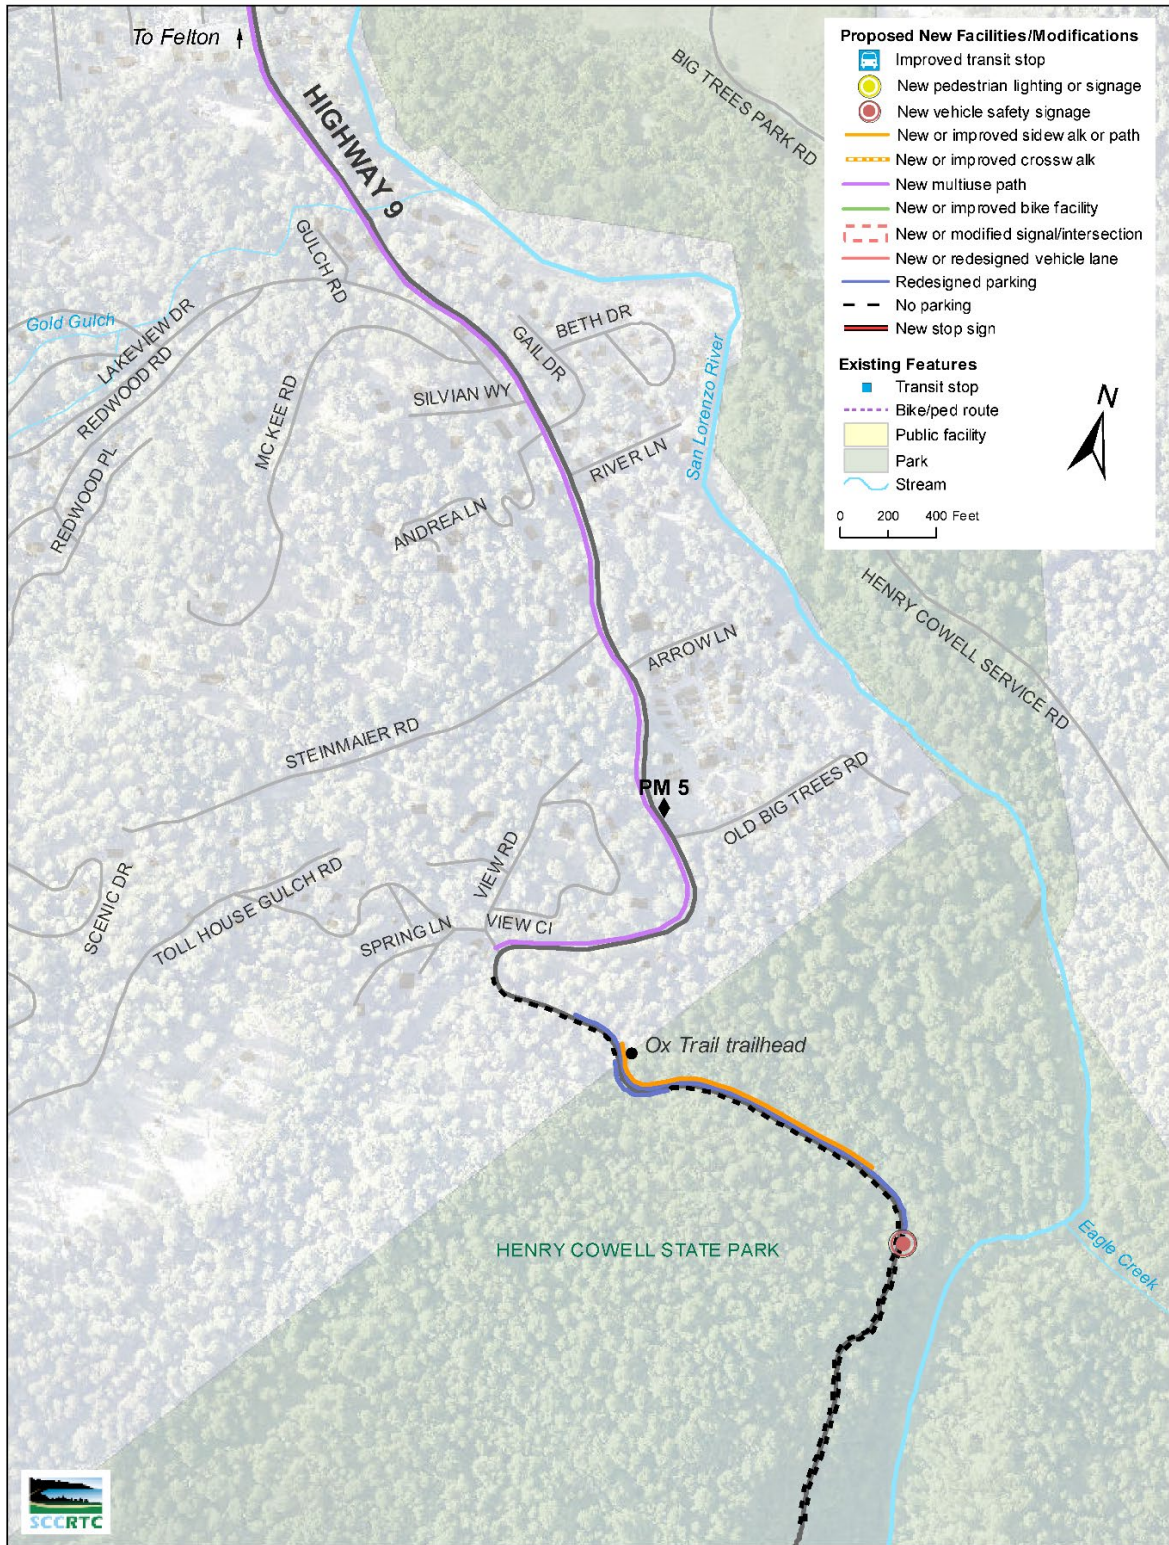 To Felton
HIGHWAY 9
BIG TREES PARK RD
Proposed New Facilities/Modifications
Improved transit stop
New pedestrian lighting or signage
New vehicle safety signage
New or improved sidewalk or path
New or improved crosswalk
New multiuse path
New or improved bike facility
New or modified signal/intersection
New or redesigned vehicle lane
Redesigned parking
No parking
New stop sign
Existing Features
Transit stop
Bike/ped route
Public facility
Park
Stream
0 200 400 Feet
N
GULCH RD
Gold Gulch
LAKEVIEW DR
REDWOOD RD
REDWOOD PL
MC KEE RD
SILVIAN WY
GAIL DR
BETH DR
San Lorenzo River
RIVER LN
ANDREA LN
HENRY COWELL SERVICE RD
ARROW LN
STEINMAIER RD
PM 5
OLD BIG TREES RD
VIEW RD
SCENIC DR
TOLL HOUSE GULCH RD
SPRING LN
VIEW CI
Ox Trail trailhead
HENRY COWELL STATE PARK
Eagle Creek
SCCRTC